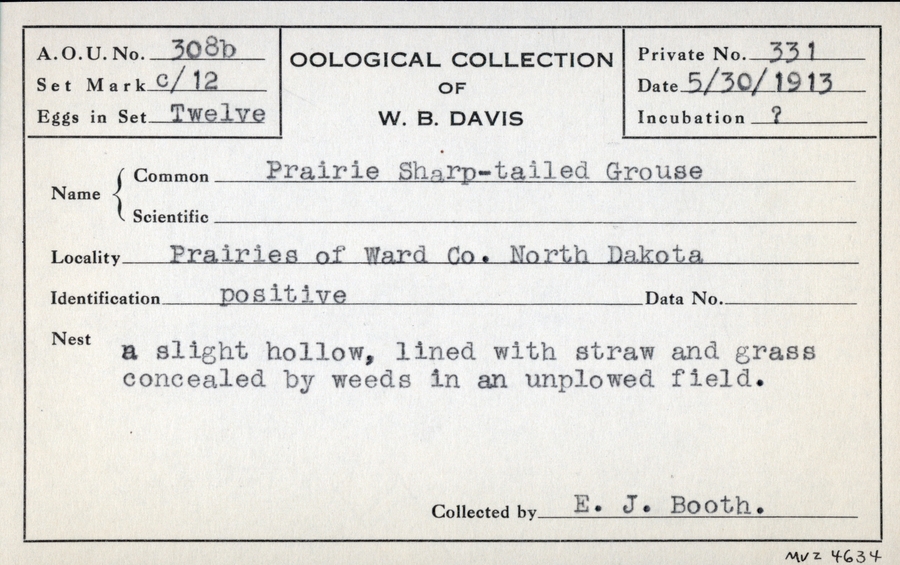 A.O.U. No. 308b
Set Mark c/12
Eggs in Set Twelve
OOLOGICAL COLLECTION
OF
W. B. DAVIS
Private No. 331
Date 5/30/1913
Incubation ?
Name Common Prairie Sharp-tailed Grouse
Scientific
Locality Prairies of Ward Co. North Dakota
Identification positive Data No.
Nest a slight hollow, lined with straw and grass
concealed by weeds in an unplowed field.
Collected by E. J. Booth.
MVZ 4634